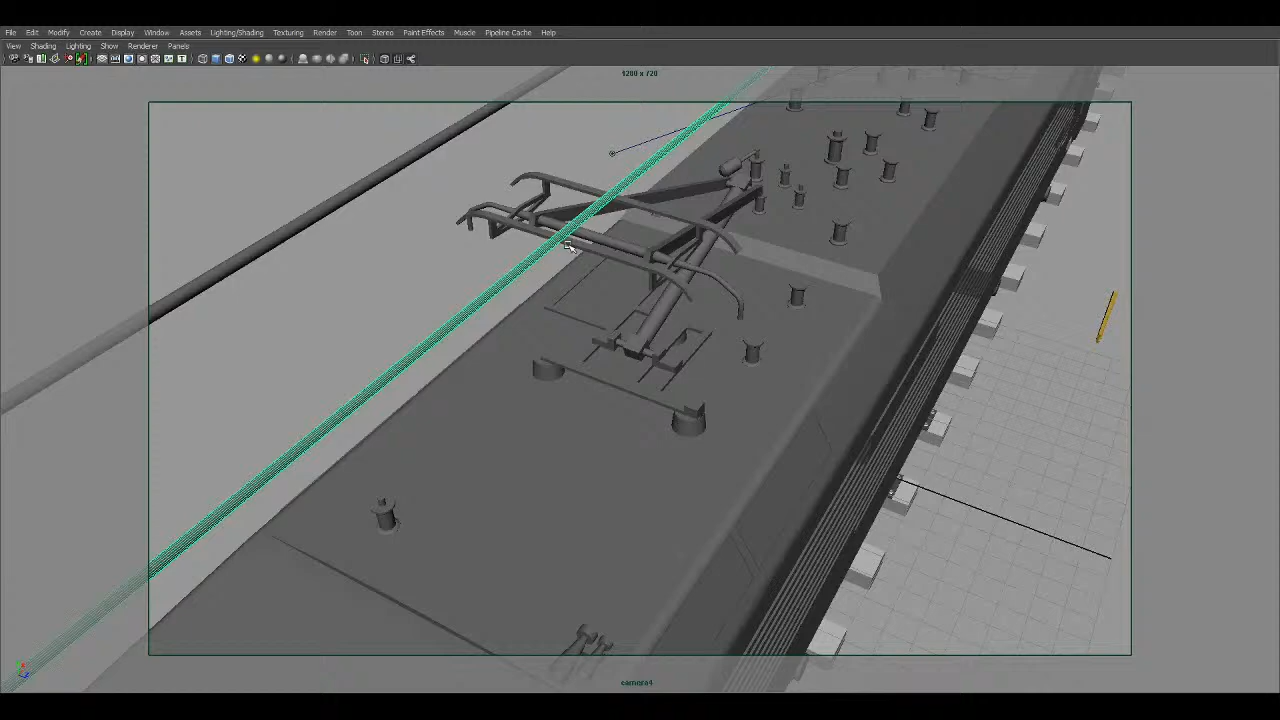 File Edit Modify Create Display Window Assets Lighting/Shading Texturing Render Toon Stereo Paint Effects Muscle Pipeline Cache Help
View Shading Lighting Show Renderer Panels
1280 x 720
camera4